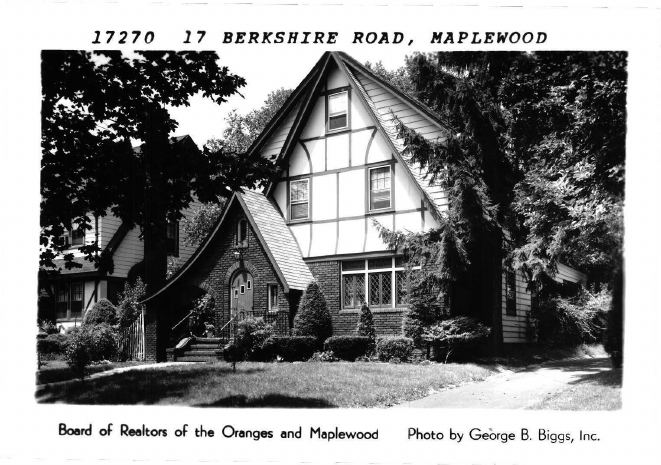 17270 17 BERKSHIRE ROAD, MAPLEWOOD
Board of Realtors of the Oranges and Maplewood Photo by George B. Biggs, Inc.